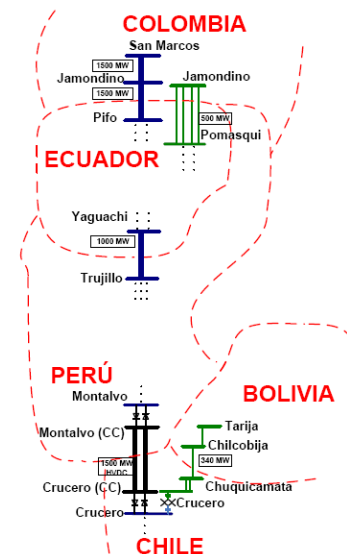 COLOMBIA
San Marcos
1500 MW
Jamondino
Jamondino
1500 MW
500 MW
Pifo
Pomasqui
ECUADOR
Yaguachi
1000 MW
Trujillo
PERÚ
BOLIVIA
Montalvo
Tarija
Montalvo (CC)
Chilcobija
1500 MW
HVDC
340 MW
Chuquicamata
Crucero (CC)
Crucero
Crucero
CHILE